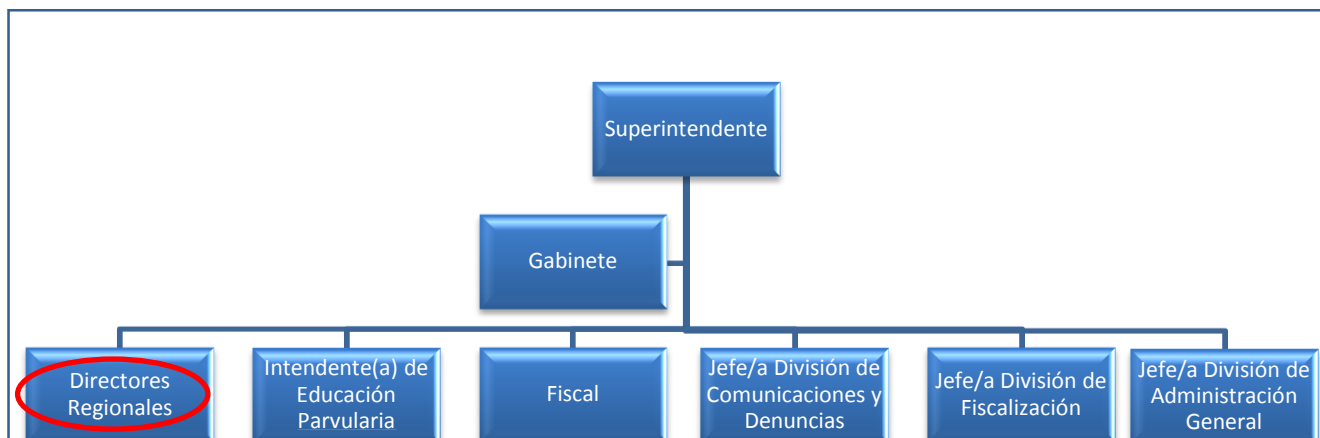 Superintendente
Gabinete
Directores
Regionales
Intendente(a) de
Educación
Parvularia
Fiscal
Jefe/a División de
Comunicaciones y
Denuncias
Jefe/a División de
Fiscalización
Jefe/a División de
Administración
General